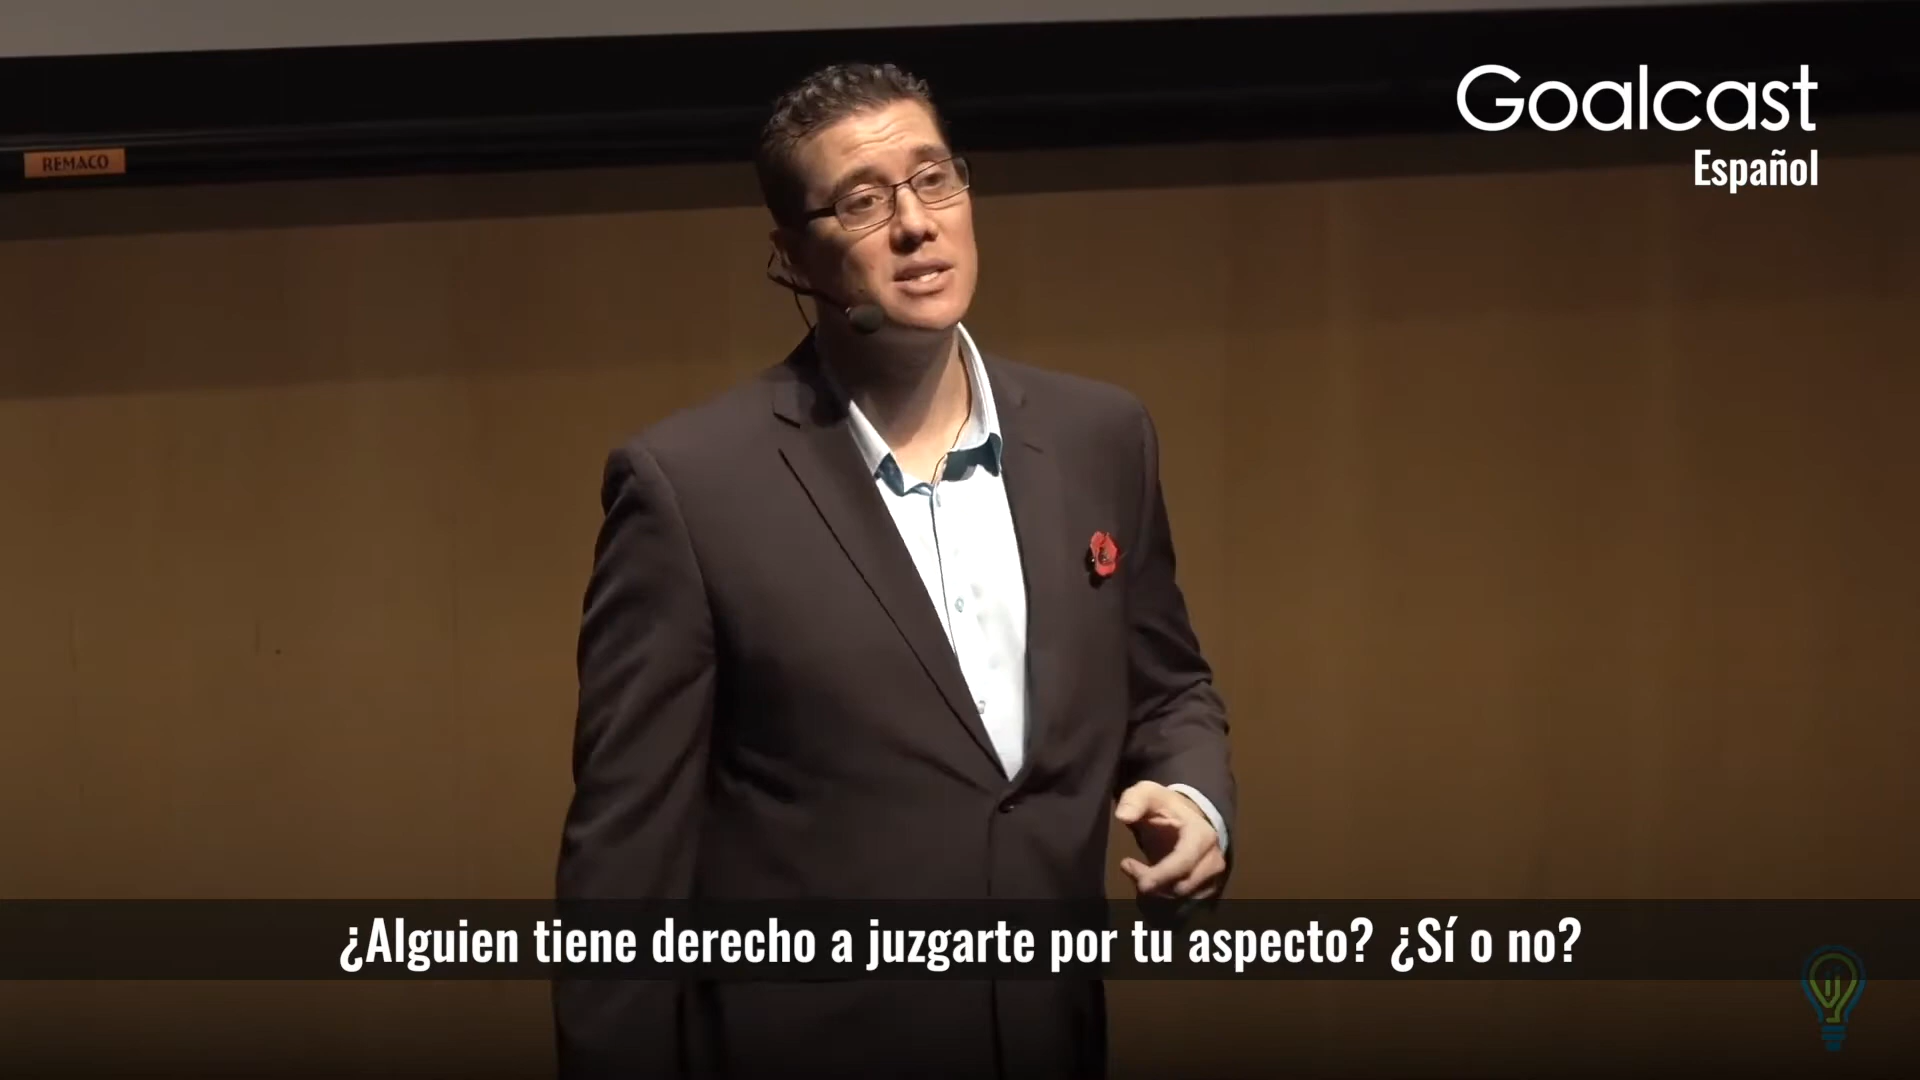 Goalcast
Español
REMACO
¿Alguien tiene derecho a juzgarte por tu aspecto? ¿Sí o no?